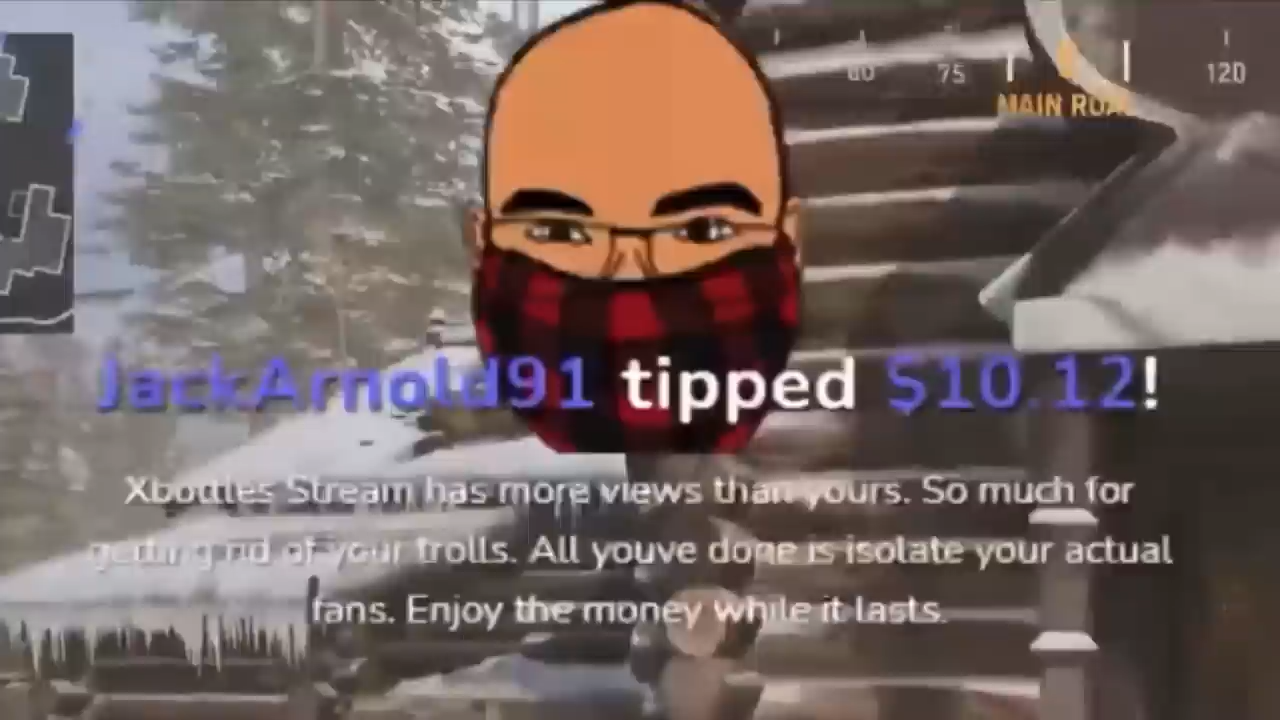 60 75 120
MAIN ROA
JackArnold91 tipped $10.12!
Xbottles Stream has more views than yours. So much for
getting rid of your trolls. All youve done is isolate your actual
fans. Enjoy the money while it lasts.